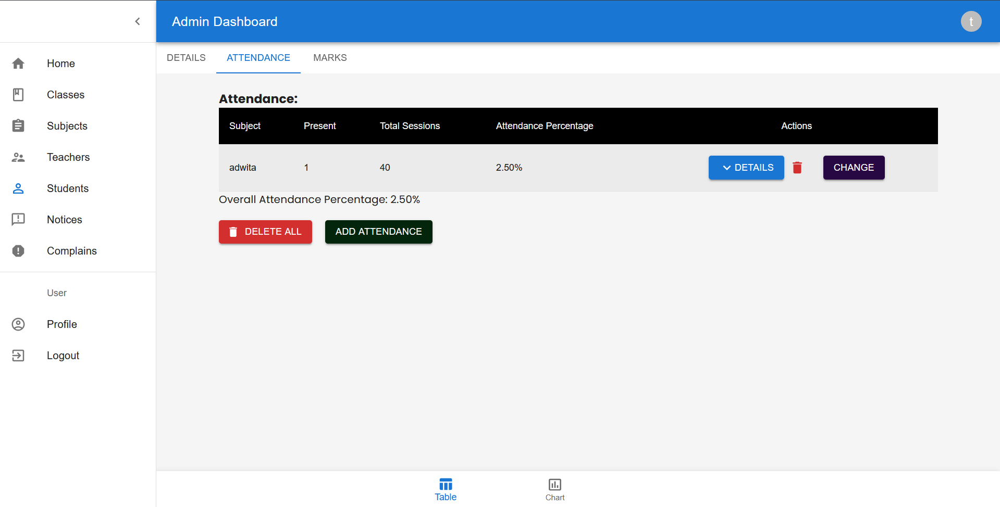 Admin Dashboard
t
Home
Classes
Subjects
Teachers
Students
Notices
Complains
User
Profile
Logout
DETAILS ATTENDANCE MARKS
Attendance:
Subject Present Total Sessions Attendance Percentage Actions
adwita 1 40 2.50% DETAILS CHANGE
Overall Attendance Percentage: 2.50%
DELETE ALL ADD ATTENDANCE
Table Chart